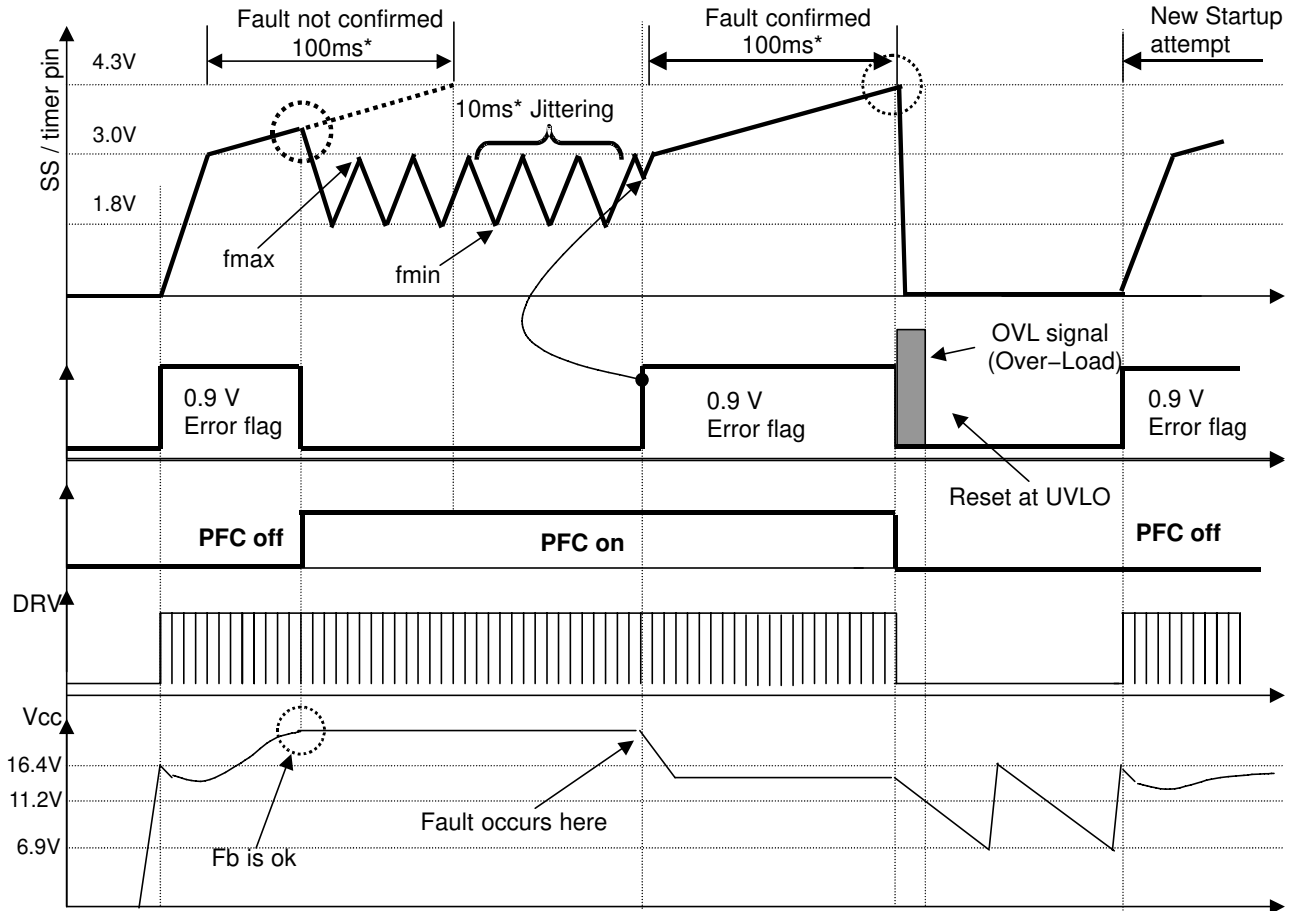 Fault not confirmed
100ms*
Fault confirmed
100ms*
New Startup
attempt
SS / timer pin
4.3V
3.0V
1.8V
10ms* Jittering
fmax
fmin
OVL signal
(Over−Load)
0.9 V
Error flag
0.9 V
Error flag
0.9 V
Error flag
Reset at UVLO
PFC off
PFC on
PFC off
DRV
Vcc
16.4V
11.2V
6.9V
Fault occurs here
Fb is ok